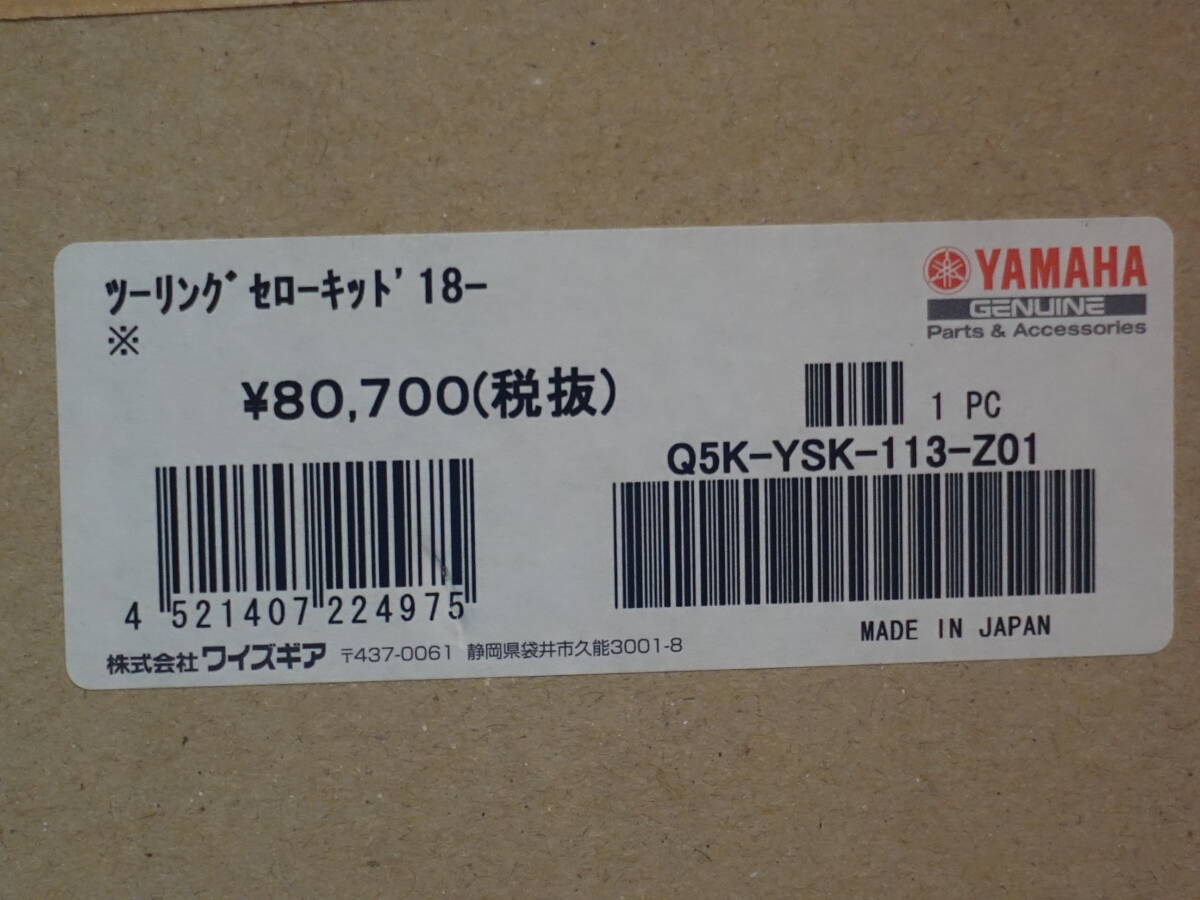 ﾂｰﾘﾝｸﾞｾﾛｰｷｯﾄ'18-
※
YAMAHA
GENUINE
Parts & Accessories
¥80,700(税抜)
1 PC
Q5K-YSK-113-Z01
4 521407 224975
MADE IN JAPAN
株式会社ワイズギア 〒437-0061 静岡県袋井市久能3001-8